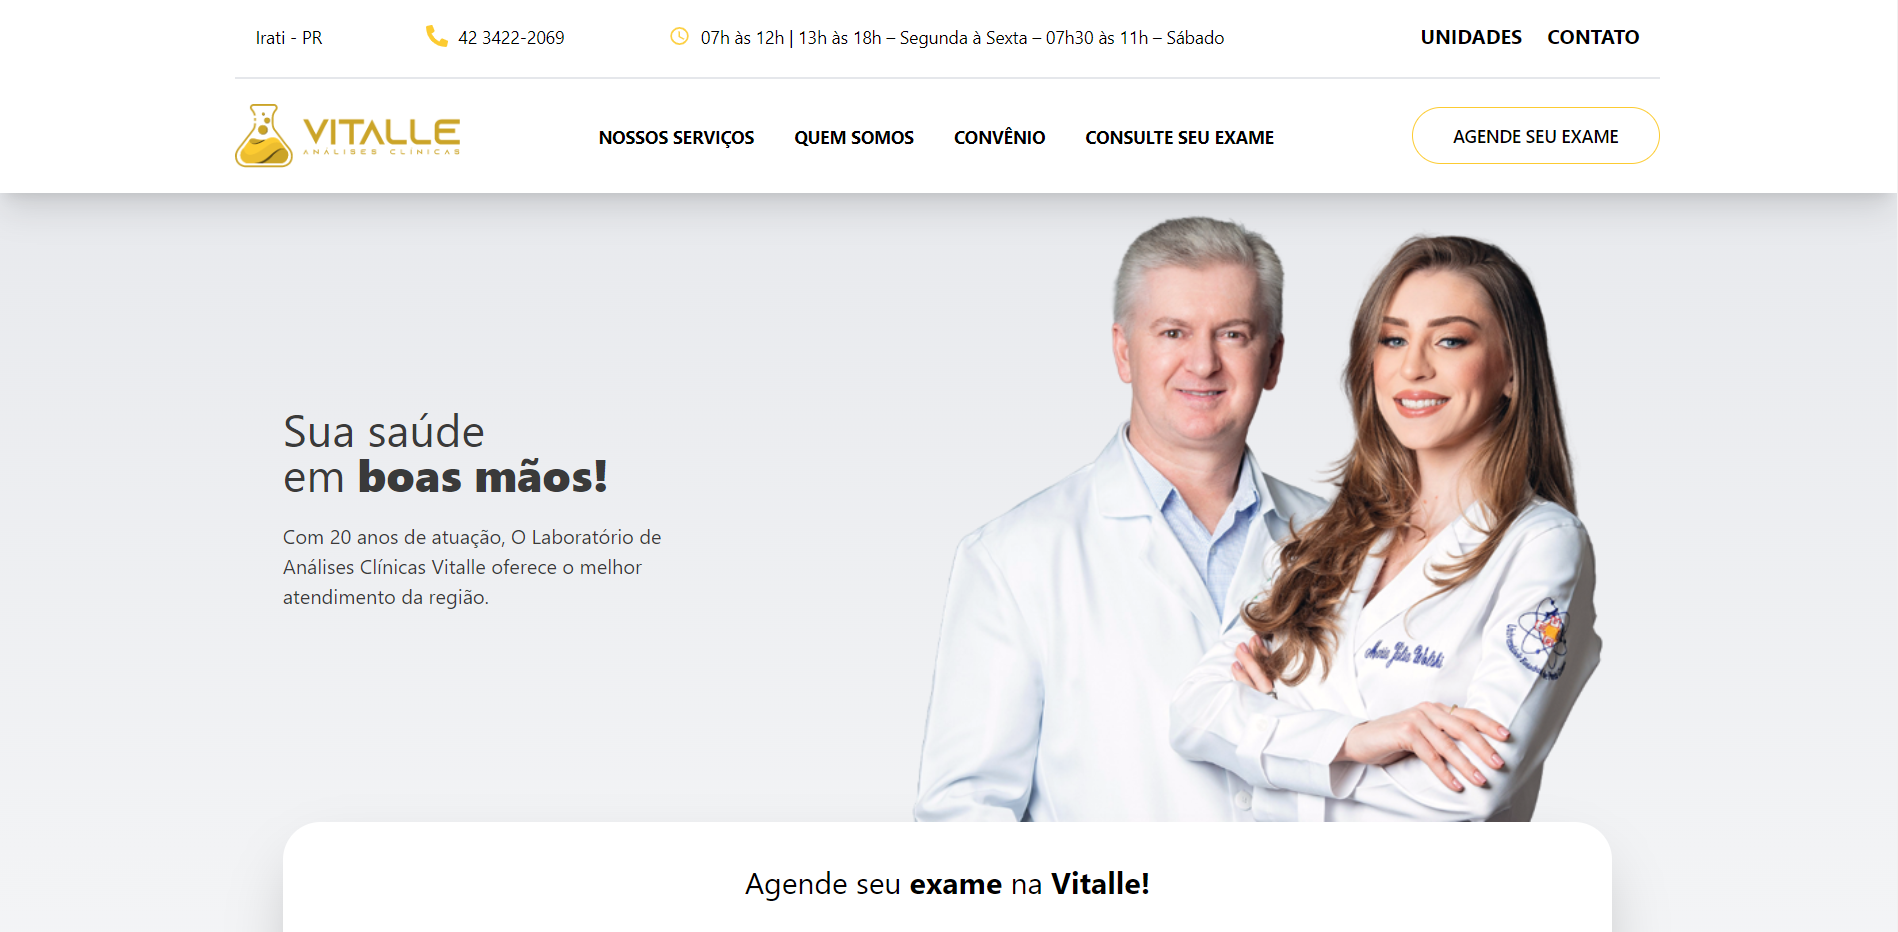 Irati - PR
42 3422-2069
07h às 12h | 13h às 18h – Segunda à Sexta – 07h30 às 11h – Sábado
UNIDADES
CONTATO
VITALLE
ANÁLISES CLÍNICAS
NOSSOS SERVIÇOS
QUEM SOMOS
CONVÊNIO
CONSULTE SEU EXAME
AGENDE SEU EXAME
Sua saúde
em boas mãos!
Com 20 anos de atuação, O Laboratório de
Análises Clínicas Vitalle oferece o melhor
atendimento da região.
Maria Júlia Wolski
Agende seu exame na Vitalle!